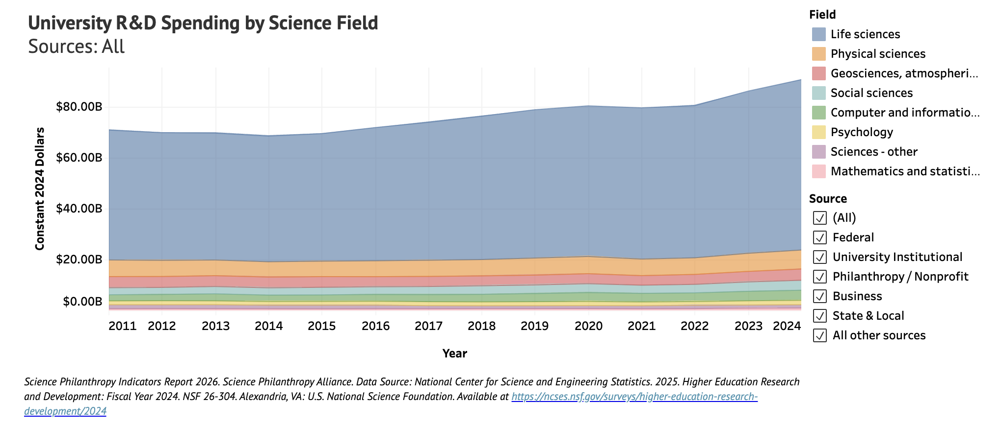 University R&D Spending by Science Field
Sources: All
Field
Life sciences
Physical sciences
Geosciences, atmospheri...
Social sciences
Computer and informatio...
Psychology
Sciences - other
Mathematics and statisti...
Source
(All)
Federal
University Institutional
Philanthropy / Nonprofit
Business
State & Local
All other sources
Constant 2024 Dollars
$80.00B
$60.00B
$40.00B
$20.00B
$0.00B
2011 2012 2013 2014 2015 2016 2017 2018 2019 2020 2021 2022 2023 2024
Year
Science Philanthropy Indicators Report 2026. Science Philanthropy Alliance. Data Source: National Center for Science and Engineering Statistics. 2025. Higher Education Research
and Development: Fiscal Year 2024. NSF 26-304. Alexandria, VA: U.S. National Science Foundation. Available at https://ncses.nsf.gov/surveys/higher-education-research-
development/2024